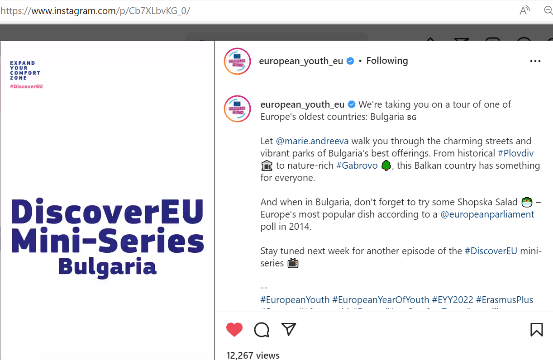 https://www.instagram.com/p/Cb7XLbvKG_0/
EXPAND
YOUR
COMFORT
ZONE
#DiscoverEU
DiscoverEU
Mini-Series
Bulgaria
european_youth_eu • Following
european_youth_eu We're taking you on a tour of one of
Europe's oldest countries: Bulgaria BG
Let @marie.andreeva walk you through the charming streets and
vibrant parks of Bulgaria's best offerings. From historical #Plovdiv
🏛 to nature-rich #Gabrovo 🌳, this Balkan country has something
for everyone.
And when in Bulgaria, don't forget to try some Shopska Salad 🥗 –
Europe's most popular dish according to a @europeanparliament
poll in 2014.
Stay tuned next week for another episode of the #DiscoverEU mini-
series 📺
--
#EuropeanYouth #EuropeanYearOfYouth #EYY2022 #ErasmusPlus
12,267 views